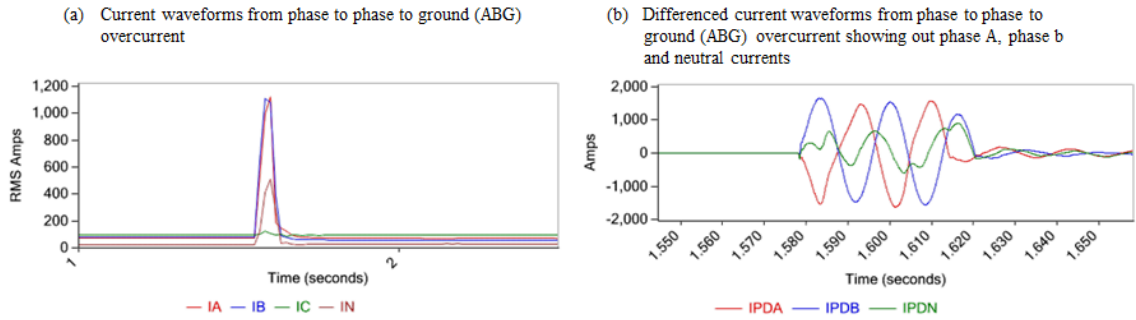 (a) Current waveforms from phase to phase to ground (ABG)
overcurrent
1,200
1,000
800
600
400
200
0
RMS Amps
1
2
Time (seconds)
IA
IB
IC
IN
(b) Differenced current waveforms from phase to phase to
ground (ABG) overcurrent showing out phase A, phase b
and neutral currents
2,000
1,000
0
-1,000
-2,000
Amps
1.550
1.560
1.570
1.580
1.590
1.600
1.610
1.620
1.630
1.640
1.650
Time (seconds)
IPDA
IPDB
IPDN